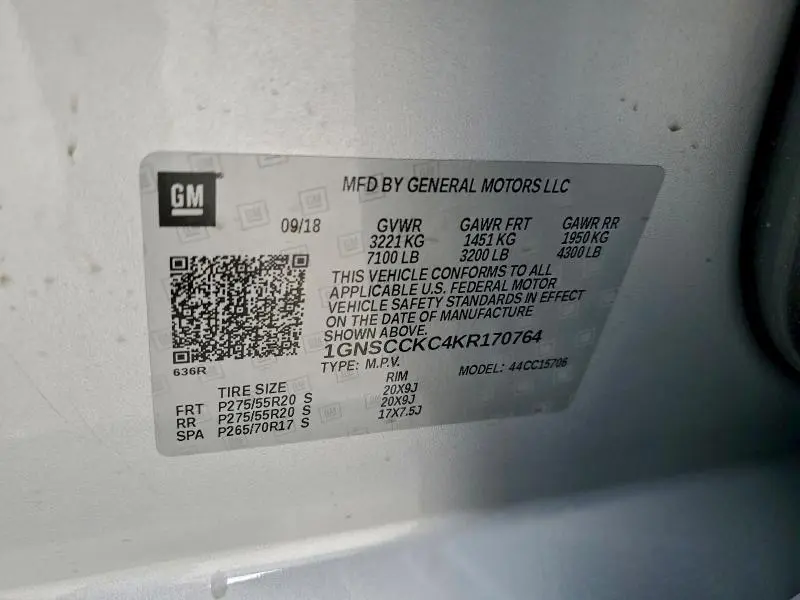 GM
MFD BY GENERAL MOTORS LLC
09/18 GVWR GAWR FRT GAWR RR
3221 KG 1451 KG 1950 KG
7100 LB 3200 LB 4300 LB
THIS VEHICLE CONFORMS TO ALL
APPLICABLE U.S. FEDERAL MOTOR
VEHICLE SAFETY STANDARDS IN EFFECT
ON THE DATE OF MANUFACTURE
SHOWN ABOVE.
1GNSCCKC4KR170764
636R
TYPE: M.P.V. MODEL: 44CC15706
TIRE SIZE RIM
FRT P275/55R20 S 20X9J
RR P275/55R20 S 20X9J
SPA P265/70R17 S 17X7.5J